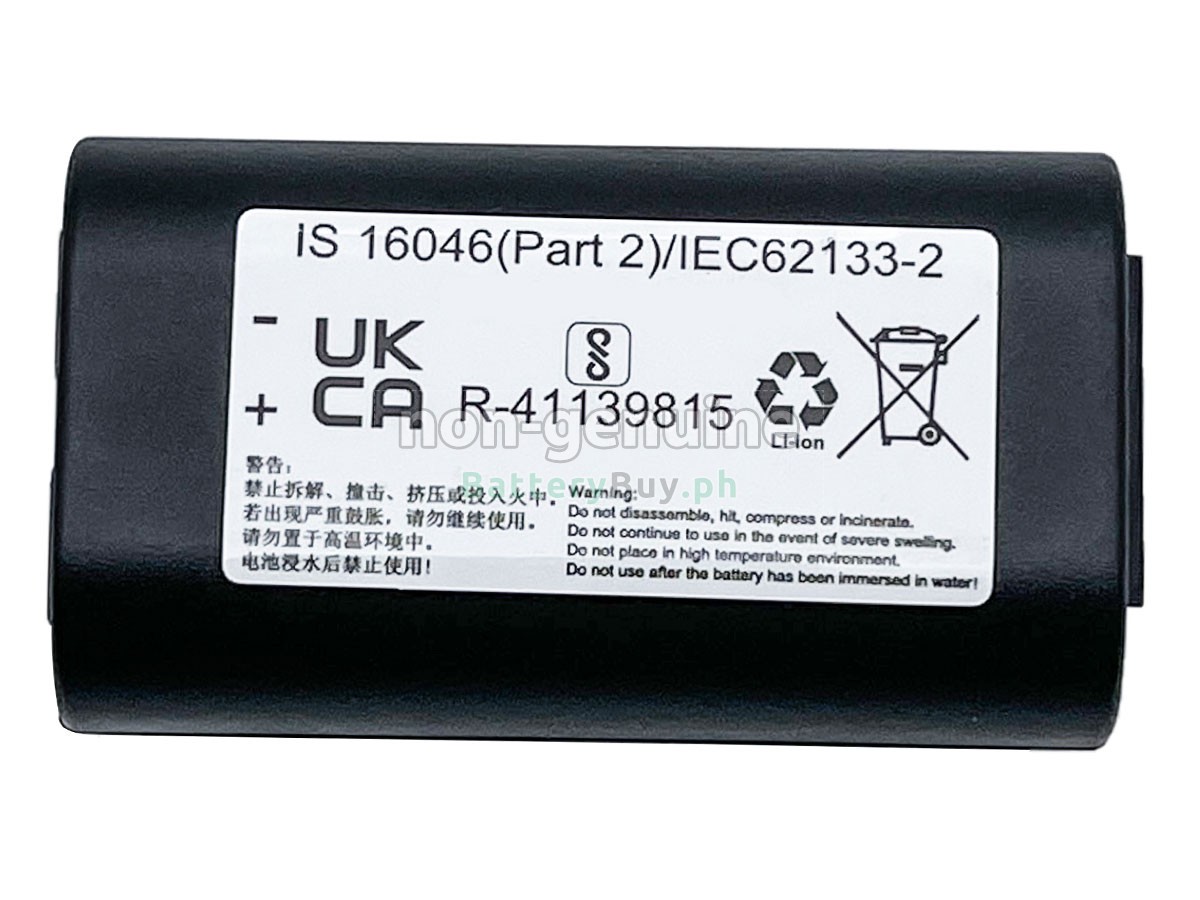 IS 16046(Part 2)/IEC62133-2
-
UK
CA
+
R-41139815
Li-ion
non-genuine
BatteryBuy.ph
警告:
禁止拆解、撞击、挤压或投入火中。
若出现严重鼓胀，请勿继续使用。
请勿置于高温环境中。
电池浸水后禁止使用!
Warning:
Do not disassemble, hit, compress or incinerate.
Do not continue to use in the event of severe swelling.
Do not place in high temperature environment.
Do not use after the battery has been immersed in water!